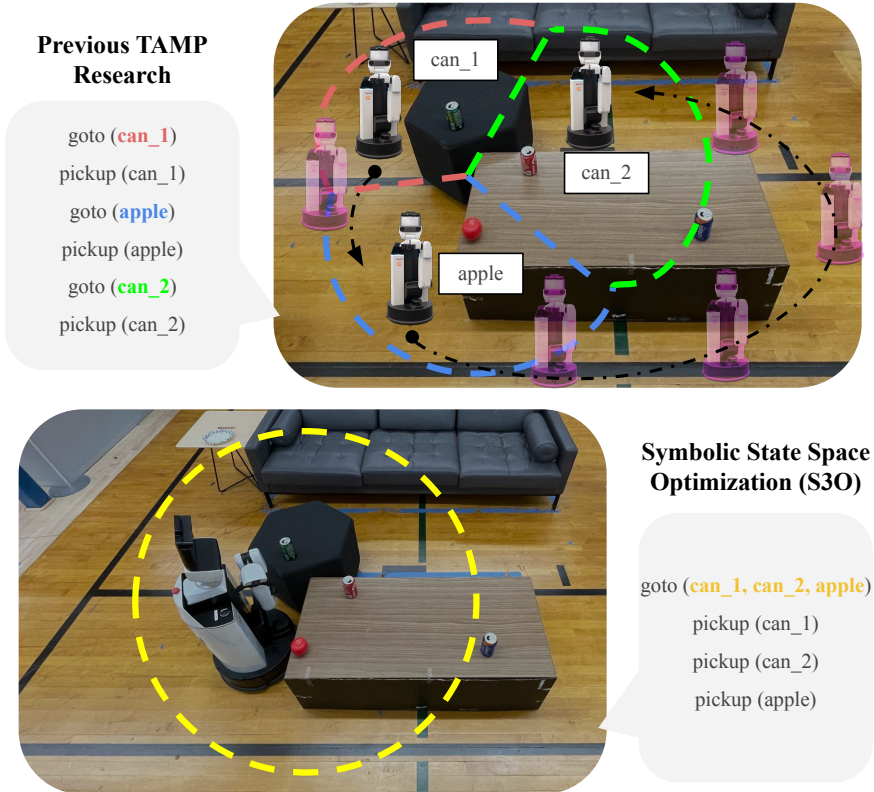 Previous TAMP
Research
goto (can_1)
pickup (can_1)
goto (apple)
pickup (apple)
goto (can_2)
pickup (can_2)
can_1
can_2
apple
Symbolic State Space
Optimization (S3O)
goto (can_1, can_2, apple)
pickup (can_1)
pickup (can_2)
pickup (apple)